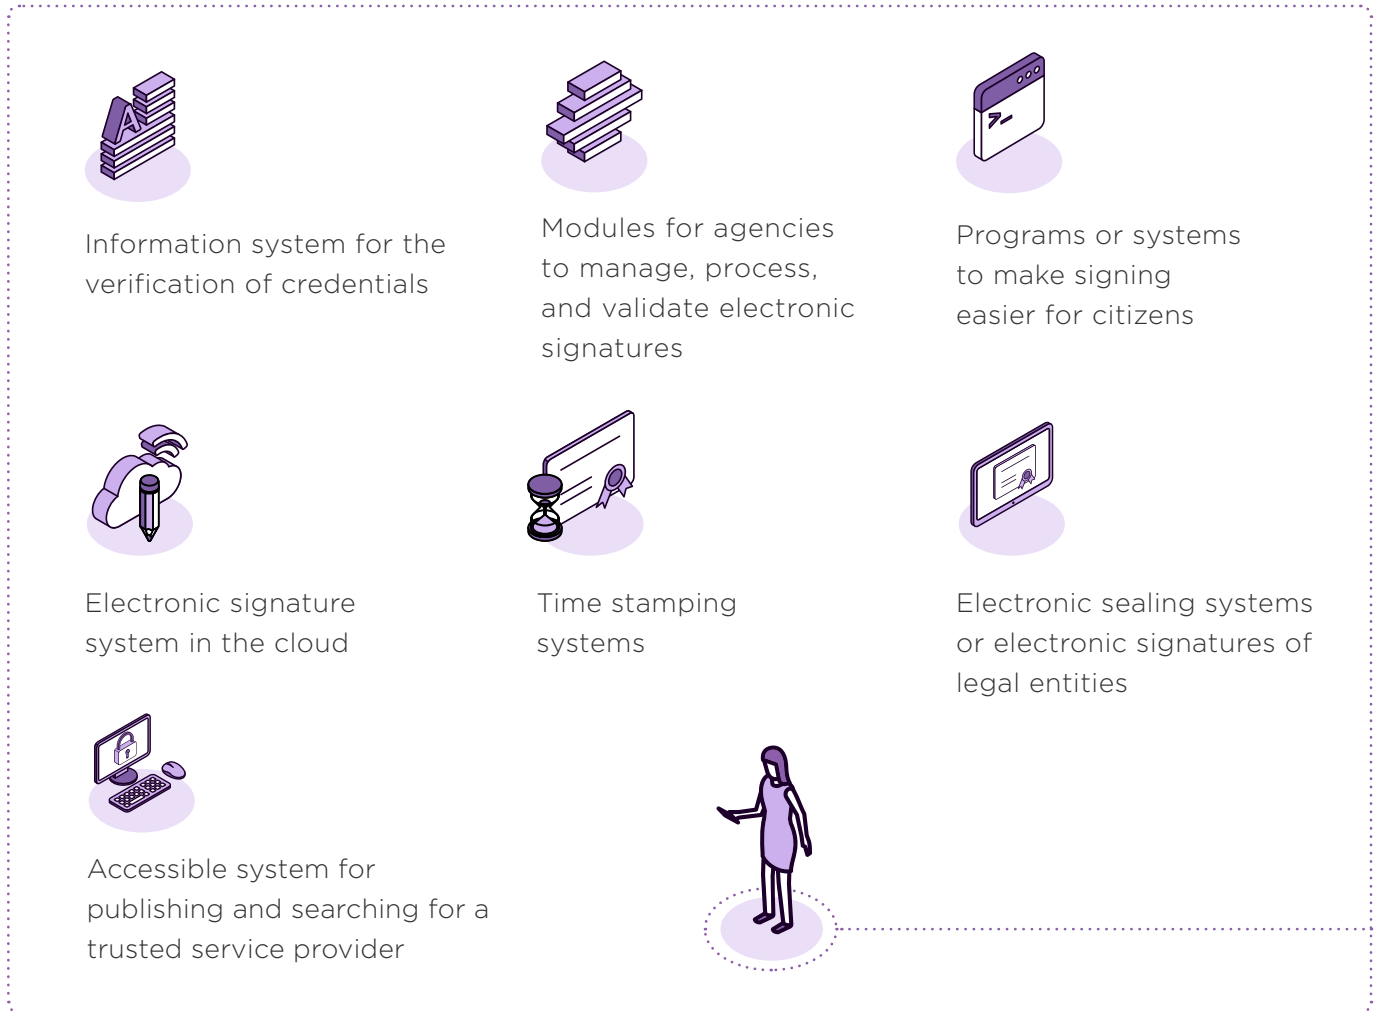 Information system for the
verification of credentials
Modules for agencies
to manage, process,
and validate electronic
signatures
Programs or systems
to make signing
easier for citizens
Electronic signature
system in the cloud
Time stamping
systems
Electronic sealing systems
or electronic signatures of
legal entities
Accessible system for
publishing and searching for a
trusted service provider